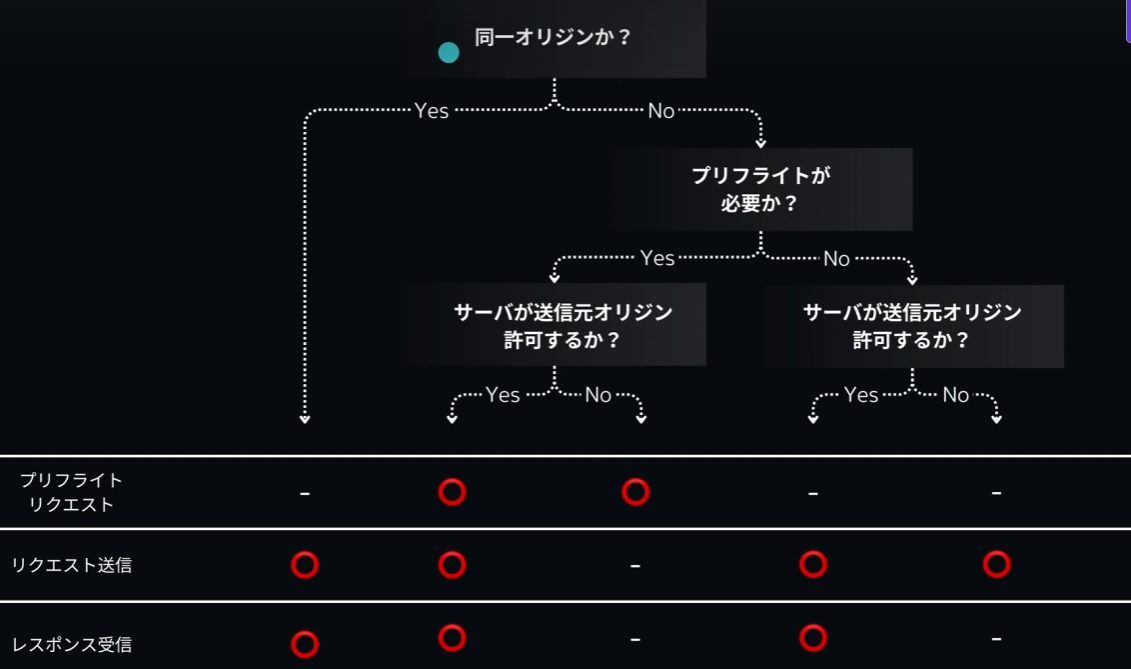 同一オリジンか？
Yes
No
プリフライトが
必要か？
Yes
No
サーバが送信元オリジン
許可するか？
サーバが送信元オリジン
許可するか？
Yes
No
Yes
No
プリフライト
リクエスト
–
–
–
リクエスト送信
–
レスポンス受信
–
–